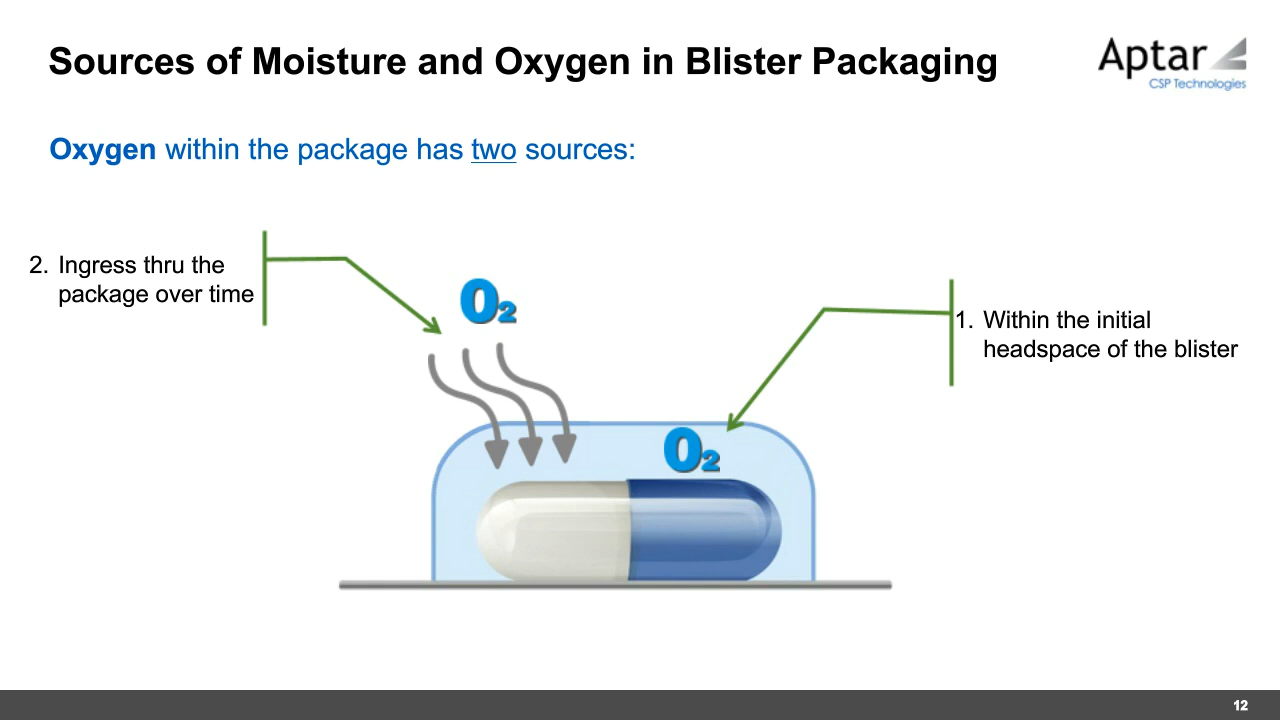 Sources of Moisture and Oxygen in Blister Packaging
Aptar
CSP Technologies
Oxygen within the package has two sources:
2. Ingress thru the
package over time
O2
1. Within the initial
headspace of the blister
O2
12